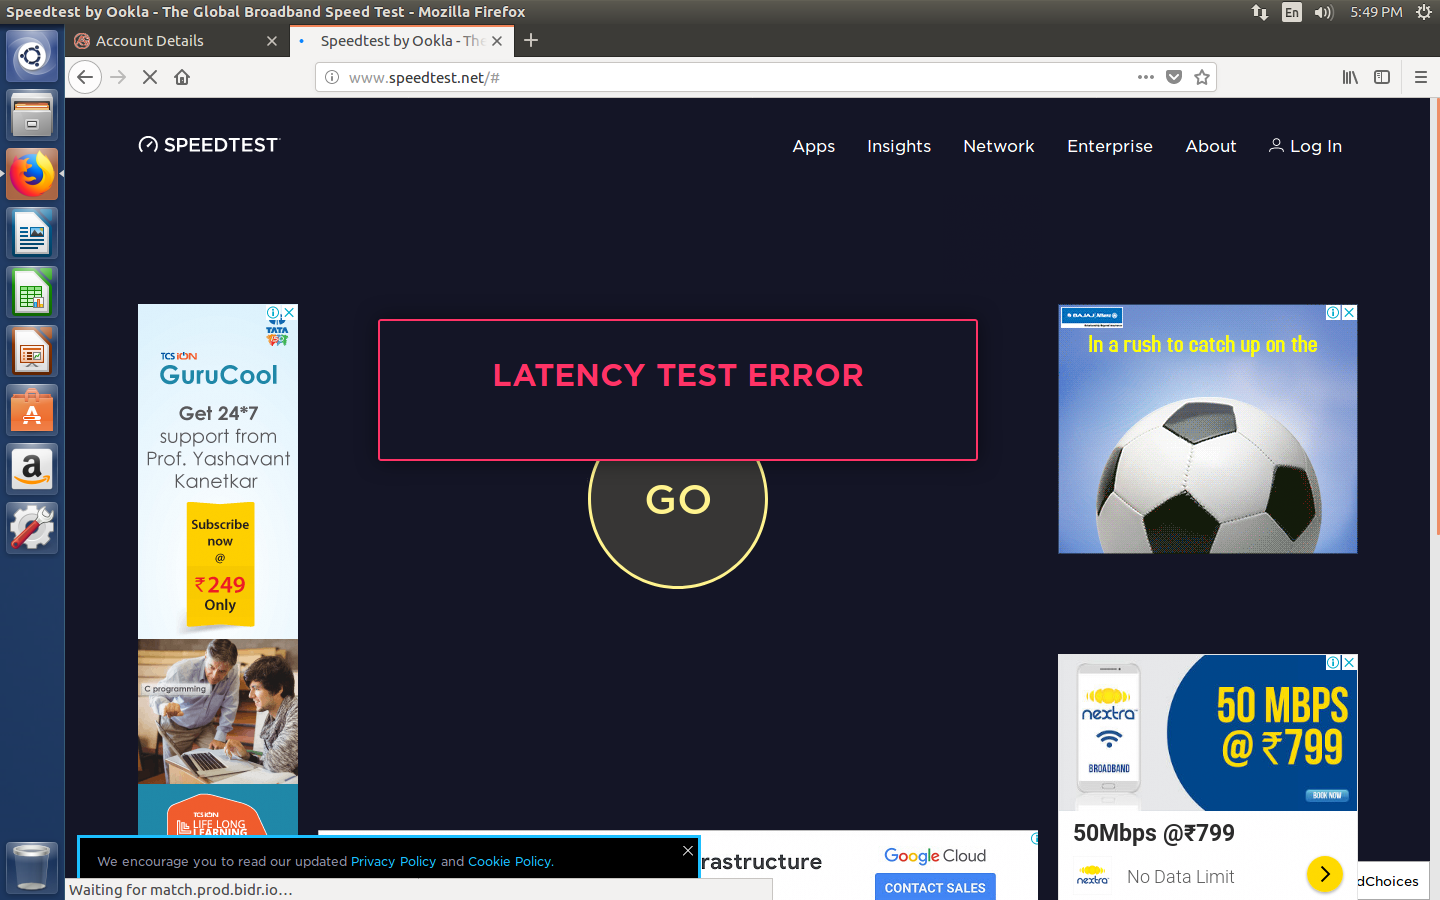 Speedtest by Ookla - The Global Broadband Speed Test - Mozilla Firefox
En
5:49 PM
Account Details
Speedtest by Ookla - The
www.speedtest.net/#
SPEEDTEST
Apps
Insights
Network
Enterprise
About
Log In
TATA
TCS iON
GuruCool
Get 24*7
support from
Prof. Yashavant
Kanetkar
Subscribe
now
@
₹249
Only
C programming
TCS iON
LIFE LONG
LEARNING
LATENCY TEST ERROR
GO
BAJAJ Allianz
In a rush to catch up on the
nextra
BROADBAND
50 MBPS
@ ₹799
BOOK NOW
50Mbps @₹799
nextra
No Data Limit
We encourage you to read our updated Privacy Policy and Cookie Policy.
rastructure
Google Cloud
CONTACT SALES
dChoices
Waiting for match.prod.bidr.io...